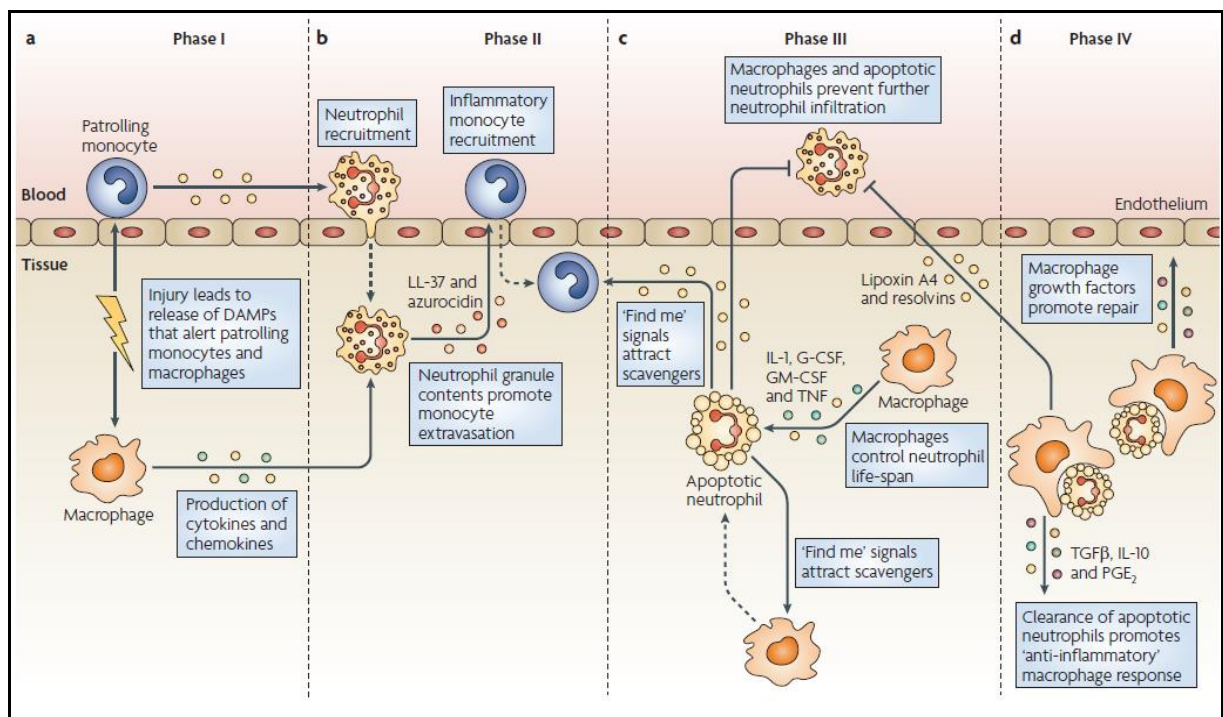 a
Phase I
Patrolling
monocyte
Blood
Tissue
Injury leads to
release of DAMPs
that alert patrolling
monocytes and
macrophages
Macrophage
Production of
cytokines and
chemokines
b
Phase II
Neutrophil
recruitment
Inflammatory
monocyte
recruitment
LL-37 and
azurocidin
Neutrophil granule
contents promote
monocyte
extravasation
c
Phase III
Macrophages and apoptotic
neutrophils prevent further
neutrophil infiltration
'Find me'
signals
attract
scavengers
IL-1, G-CSF,
GM-CSF
and TNF
Macrophage
Macrophages
control neutrophil
life-span
Apoptotic
neutrophil
'Find me' signals
attract scavengers
Lipoxin A4
and resolvins
d
Phase IV
Endothelium
Macrophage
growth factors
promote repair
TGFβ, IL-10
and PGE₂
Clearance of apoptotic
neutrophils promotes
'anti-inflammatory'
macrophage response